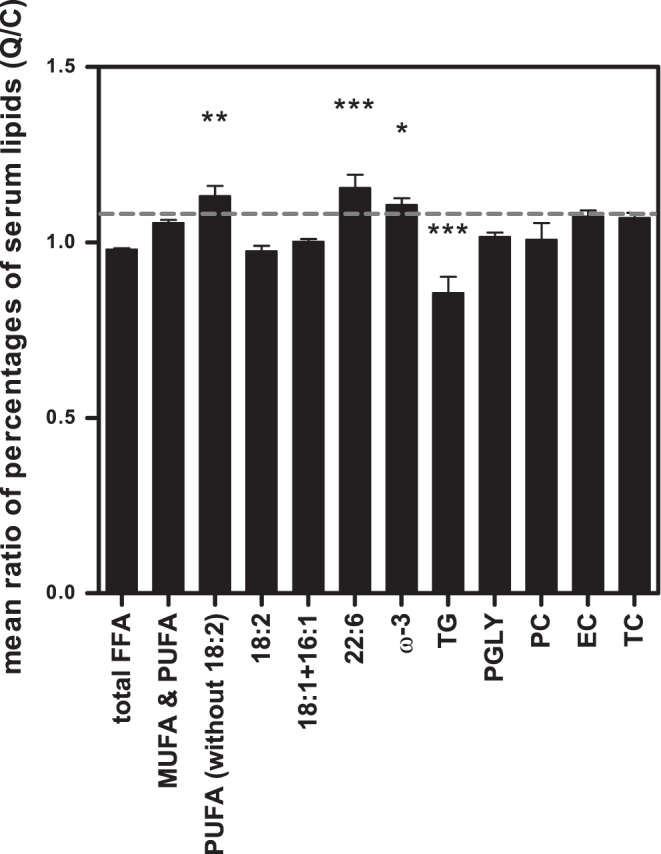 mean ratio of percentages of serum lipids (Q/C)
1.5
1.0
0.5
0.0
**
***
*
***
total FFA
MUFA & PUFA
PUFA (without 18:2)
18:2
18:1+16:1
22:6
ω-3
TG
PGLY
PC
EC
TC